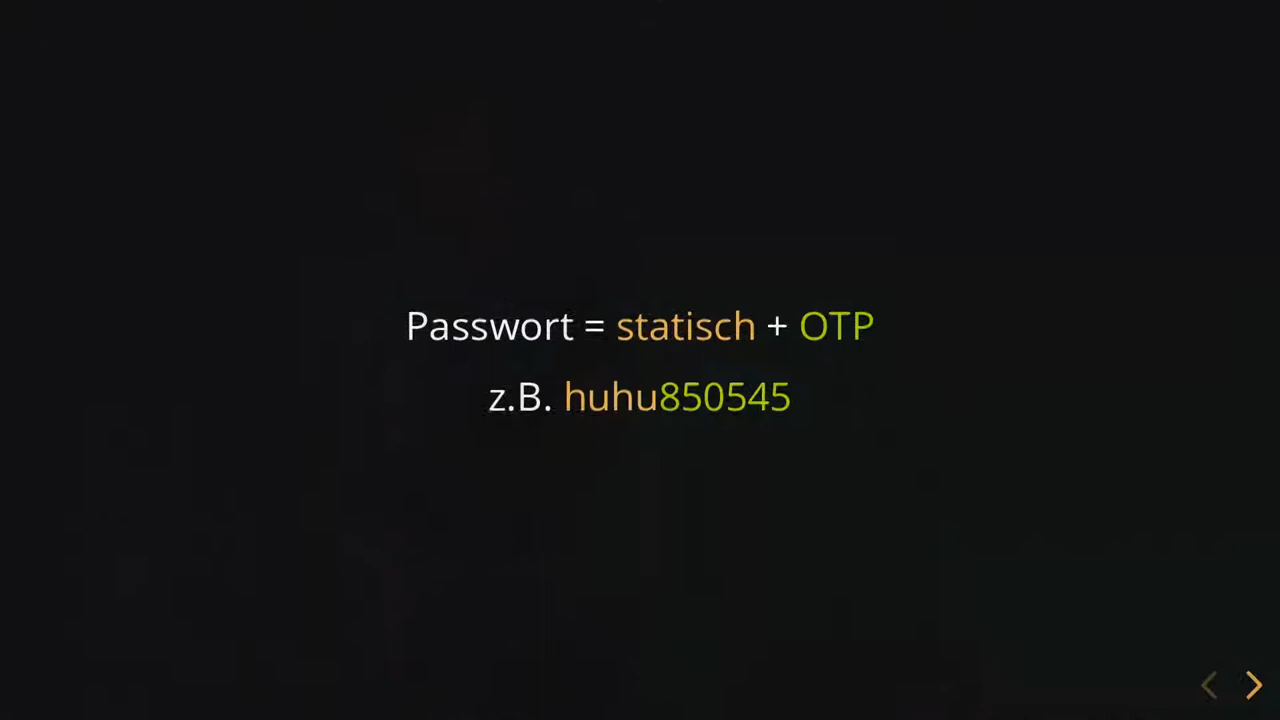 Passwort = statisch + OTP
z.B. huhu850545